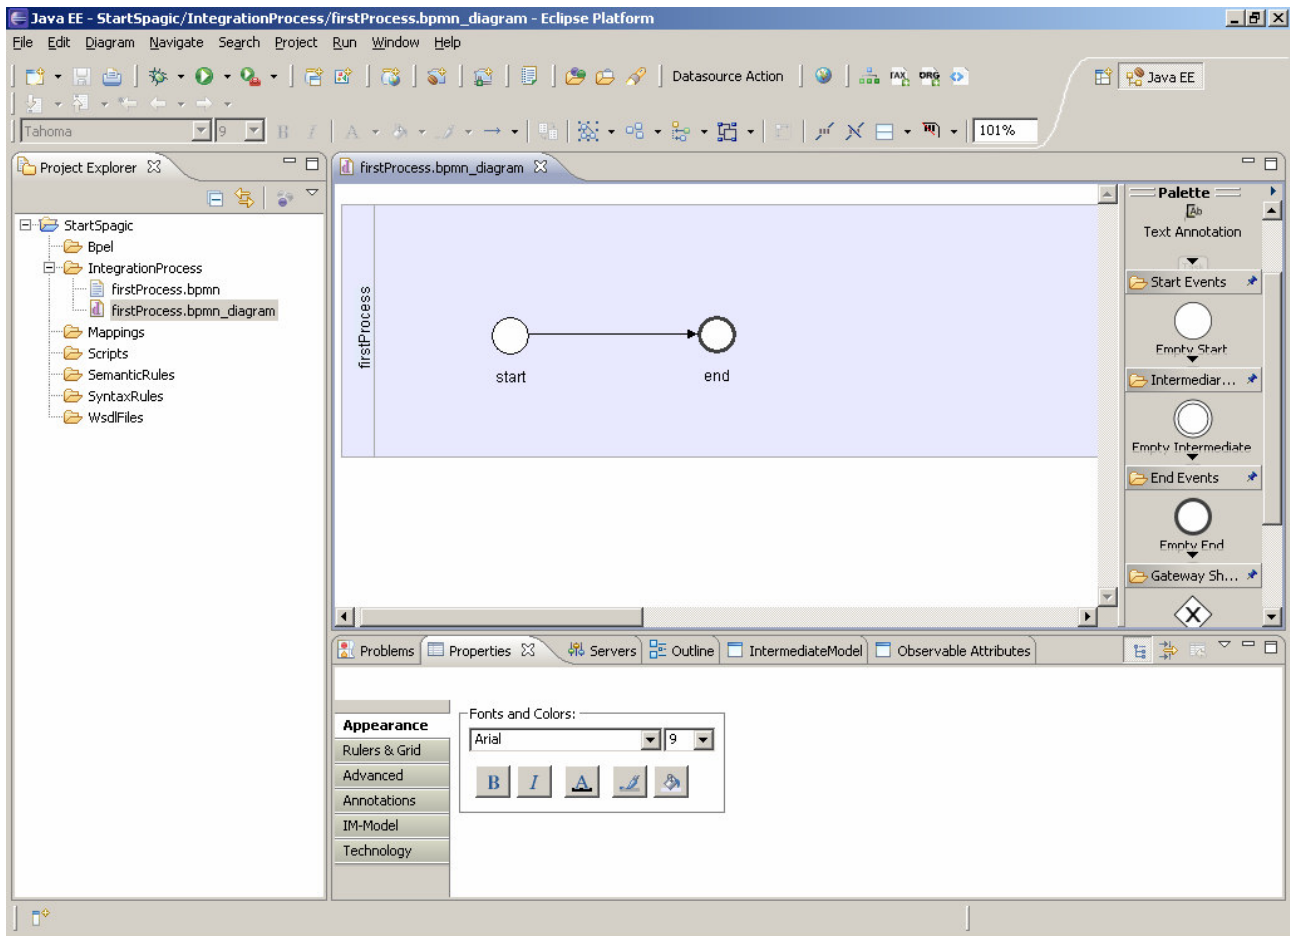 Java EE - StartSpagic/IntegrationProcess/firstProcess.bpmn_diagram - Eclipse Platform
File Edit Diagram Navigate Search Project Run Window Help
Datasource Action TAX ORG Java EE
Tahoma 9 B I A 101%
Project Explorer
StartSpagic
Bpel
IntegrationProcess
firstProcess.bpmn
firstProcess.bpmn_diagram
Mappings
Scripts
SemanticRules
SyntaxRules
WsdlFiles
firstProcess.bpmn_diagram
firstProcess
start
end
Palette
Ab
Text Annotation
Start Events
Empty Start
Intermediar...
Empty Intermediate
End Events
Empty End
Gateway Sh...
X
Problems Properties Servers Outline IntermediateModel Observable Attributes
Appearance
Rulers & Grid
Advanced
Annotations
IM-Model
Technology
Fonts and Colors:
Arial 9
B I A